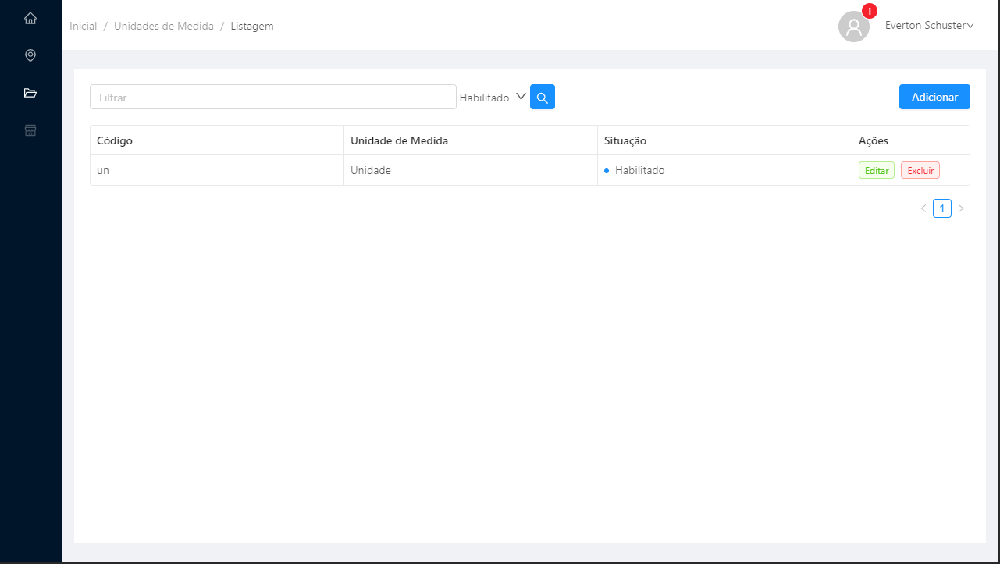 1
Inicial / Unidades de Medida / Listagem
Everton Schuster
Filtrar
Habilitado
Adicionar
Código Unidade de Medida Situação Ações
un Unidade Habilitado Editar Excluir
< 1 >